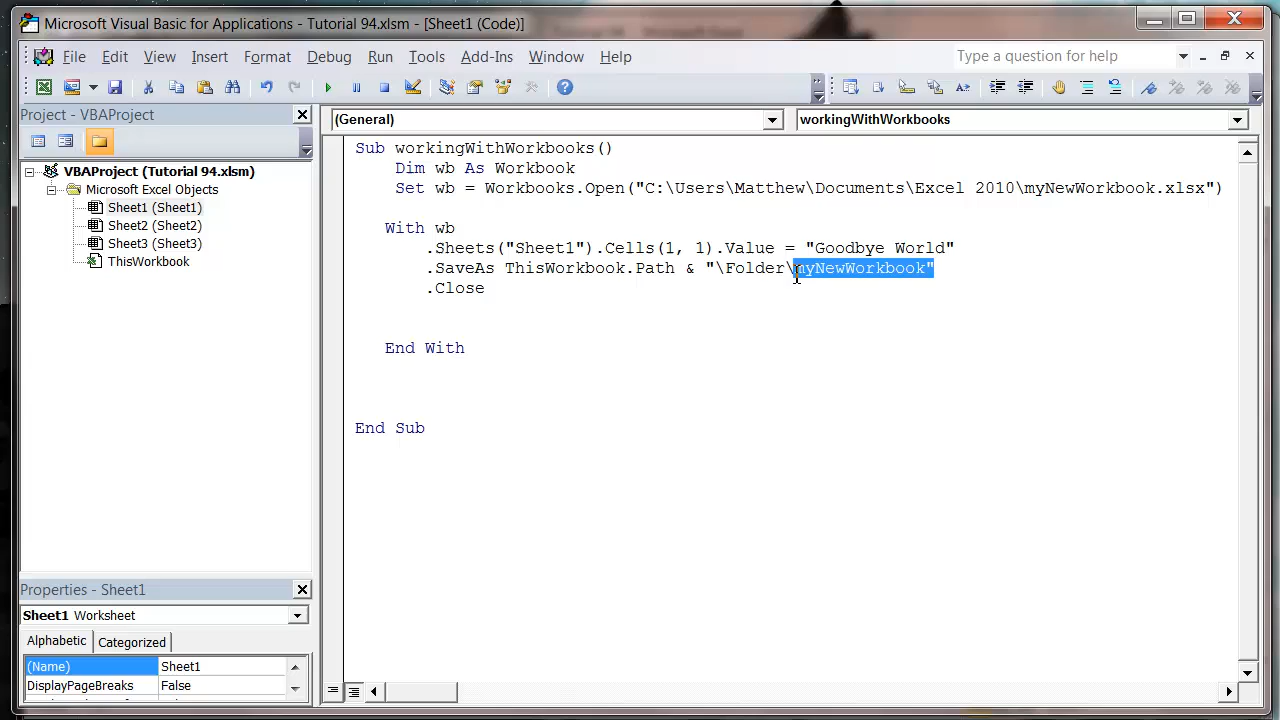 Microsoft Visual Basic for Applications - Tutorial 94.xlsm - [Sheet1 (Code)]
File Edit View Insert Format Debug Run Tools Add-Ins Window Help
Type a question for help
Project - VBAProject
(General)
workingWithWorkbooks
VBAProject (Tutorial 94.xlsm)
Microsoft Excel Objects
Sheet1 (Sheet1)
Sheet2 (Sheet2)
Sheet3 (Sheet3)
ThisWorkbook
Sub workingWithWorkbooks()
Dim wb As Workbook
Set wb = Workbooks.Open("C:\Users\Matthew\Documents\Excel 2010\myNewWorkbook.xlsx")
With wb
.Sheets("Sheet1").Cells(1, 1).Value = "Goodbye World"
.SaveAs ThisWorkbook.Path & "\Folder\myNewWorkbook"
.Close
End With
End Sub
Properties - Sheet1
Sheet1 Worksheet
Alphabetic Categorized
(Name) Sheet1
DisplayPageBreaks False